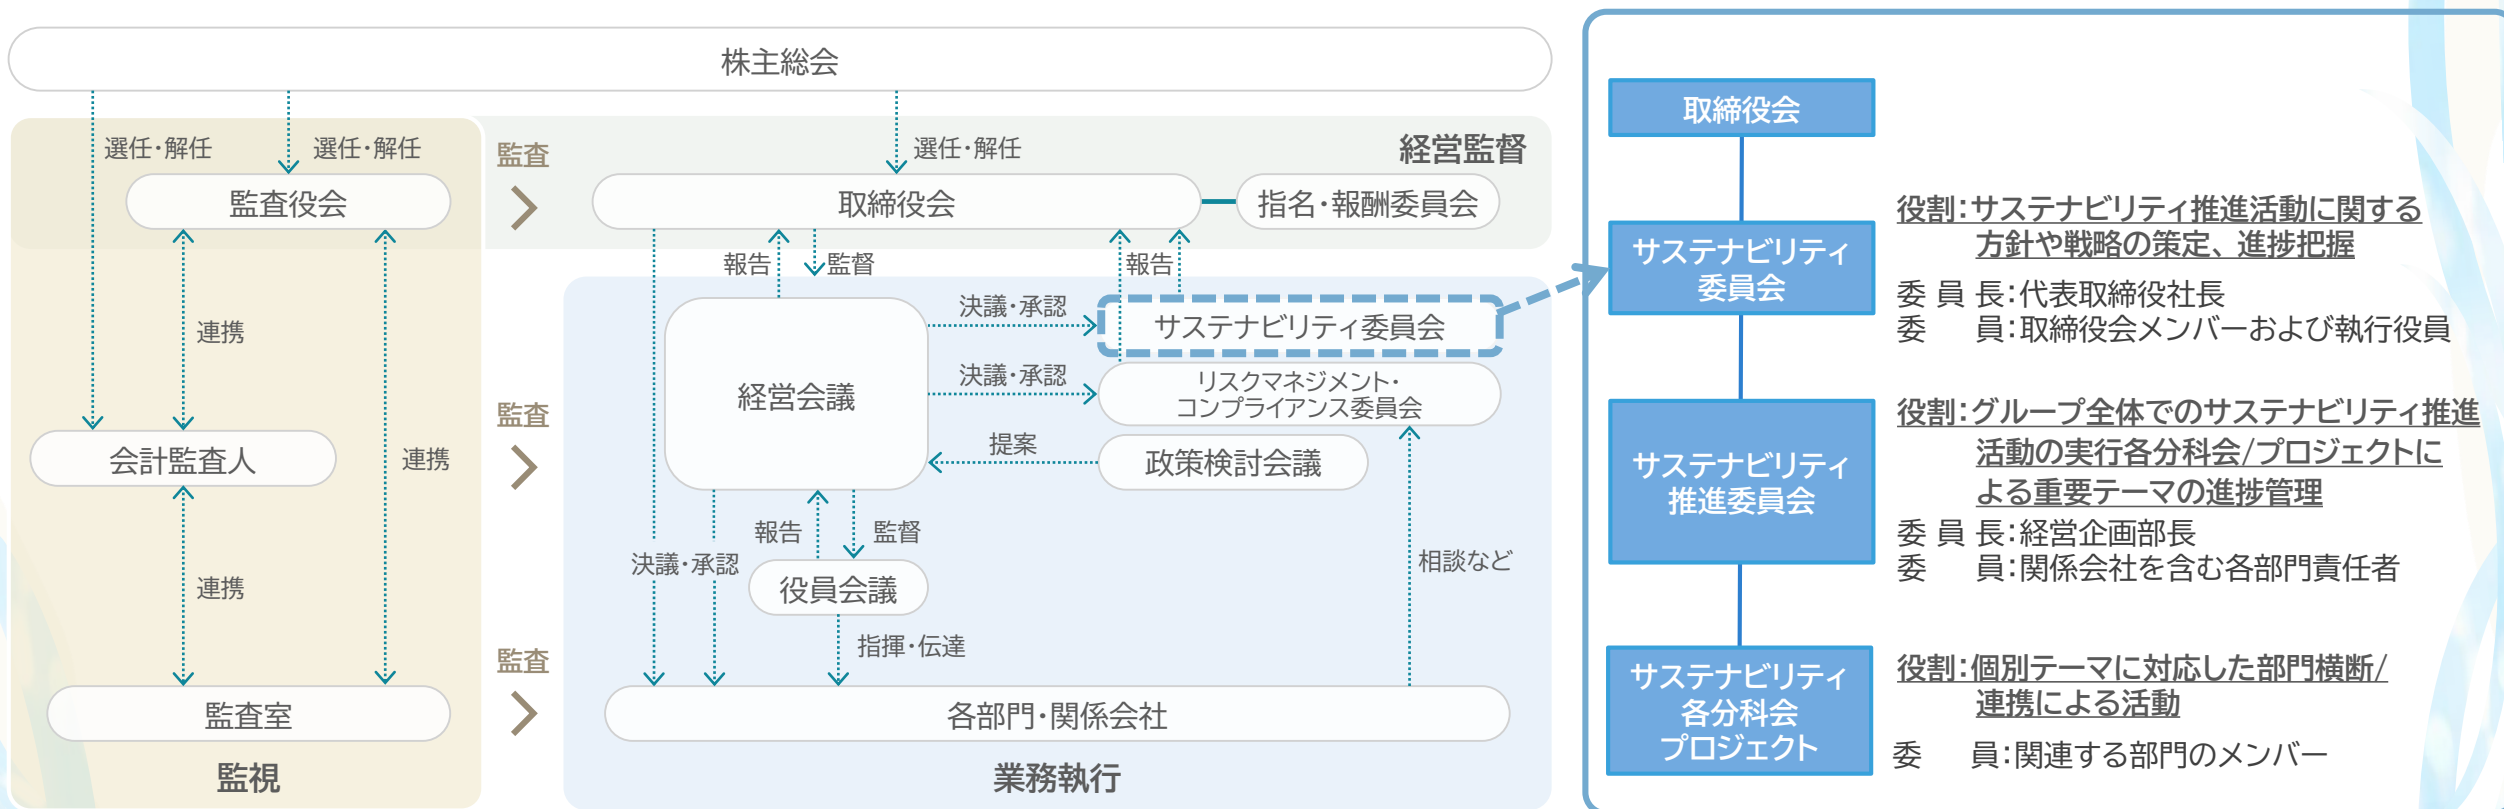 株主総会
選任・解任
選任・解任
選任・解任
経営監督
監査
監査役会
取締役会
指名・報酬委員会
報告
監督
報告
連携
決議・承認
サステナビリティ委員会
決議・承認
リスクマネジメント・
コンプライアンス委員会
経営会議
監査
会計監査人
連携
提案
政策検討会議
報告
監督
決議・承認
相談など
役員会議
連携
指揮・伝達
監査
監査室
各部門・関係会社
監視
業務執行
取締役会
サステナビリティ
委員会
役割：サステナビリティ推進活動に関する
方針や戦略の策定、進捗把握
委員長：代表取締役社長
委員：取締役会メンバーおよび執行役員
サステナビリティ
推進委員会
役割：グループ全体でのサステナビリティ推進
活動の実行各分科会/プロジェクトに
よる重要テーマの進捗管理
委員長：経営企画部長
委員：関係会社を含む各部門責任者
サステナビリティ
各分科会
プロジェクト
役割：個別テーマに対応した部門横断/
連携による活動
委員：関連する部門のメンバー